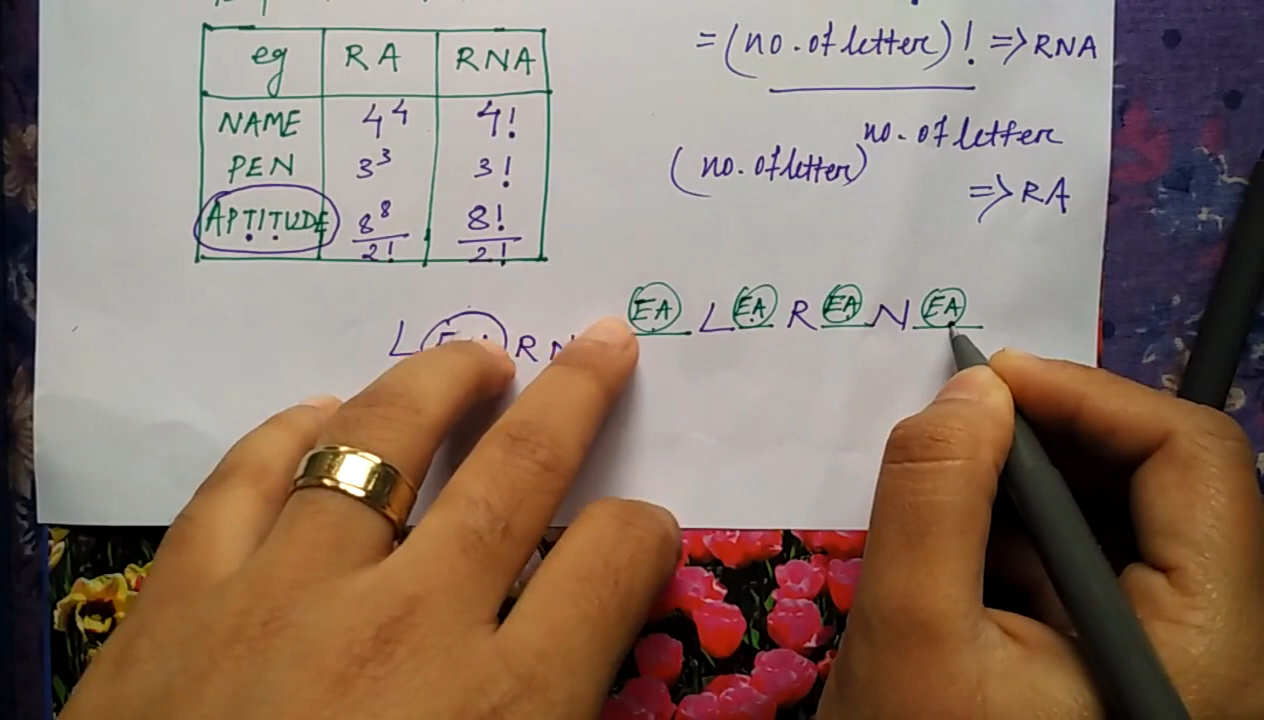 eg RA RNA
NAME 4⁴ 4!
PEN 3³ 3!
APTITUDE 8⁸/2! 8!/2!
= (no. of letter)! => RNA
(no. of letter)^no. of letter
=> RA
L RN
EA L EA R EA N EA